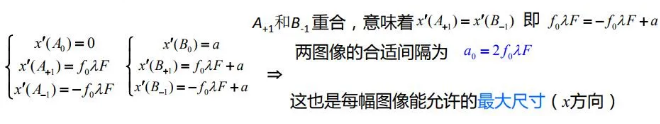 A₊₁和B₋₁重合，意味着 x′(A₊₁) = x′(B₋₁) 即 f₀λF = −f₀λF + a
x′(A₀) = 0
x′(A₊₁) = f₀λF
x′(A₋₁) = −f₀λF
x′(B₀) = a
x′(B₊₁) = f₀λF + a
x′(B₋₁) = −f₀λF + a
⇒
两图像的合适间隔为 a₀ = 2f₀λF
这也是每幅图像能允许的最大尺寸（x方向）